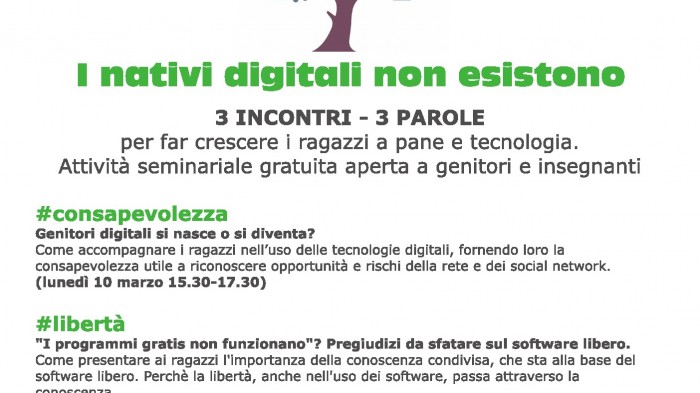 I nativi digitali non esistono
3 INCONTRI - 3 PAROLE
per far crescere i ragazzi a pane e tecnologia.
Attività seminariale gratuita aperta a genitori e insegnanti
#consapevolezza
Genitori digitali si nasce o si diventa?
Come accompagnare i ragazzi nell’uso delle tecnologie digitali, fornendo loro la
consapevolezza utile a riconoscere opportunità e rischi della rete e dei social network.
(lunedì 10 marzo 15.30-17.30)
#libertà
"I programmi gratis non funzionano"? Pregiudizi da sfatare sul software libero.
Come presentare ai ragazzi l'importanza della conoscenza condivisa, che sta alla base del
software libero. Perchè la libertà, anche nell'uso dei software, passa attraverso la
conoscenza